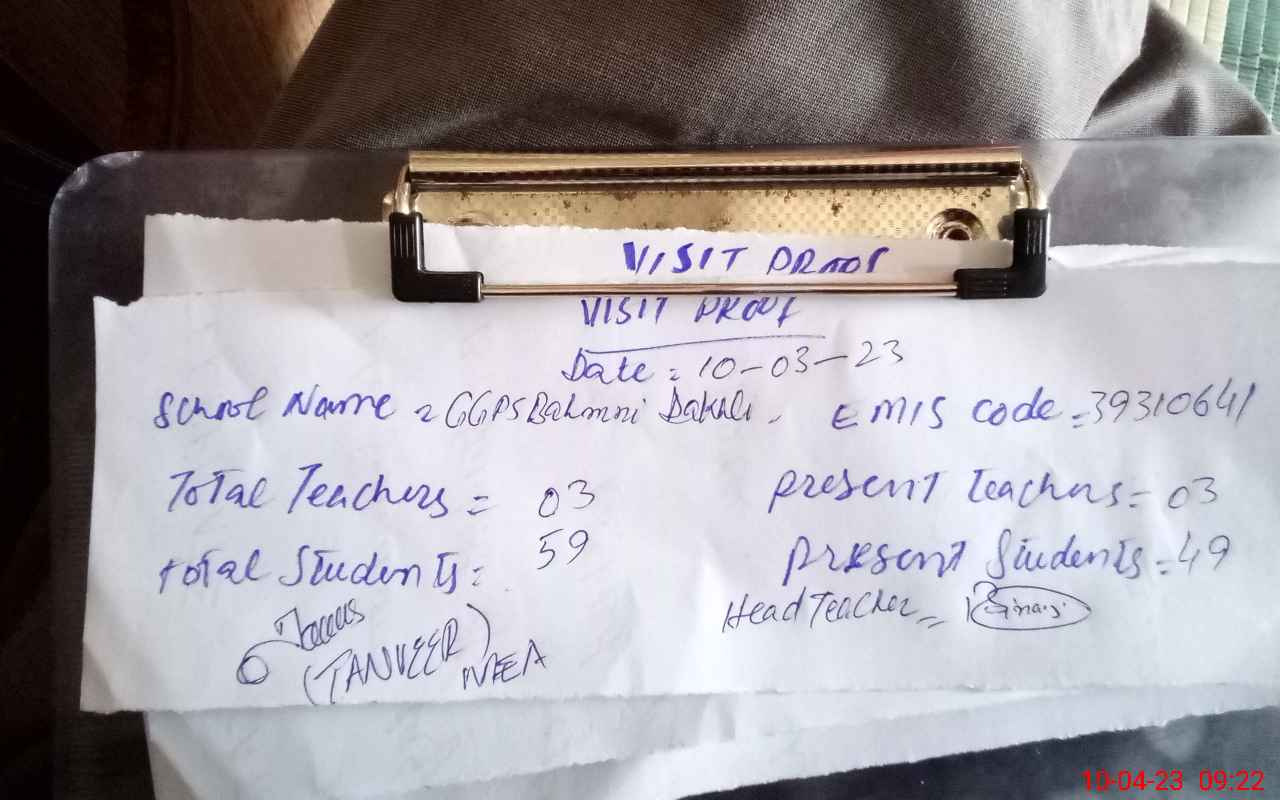 VISIT PROOF
VISIT PROOF
Date = 10-03-23
School Name = GGPS Bahmni Dakhli. EMIS code = 39310641
Total Teachers = 03 present Teachers = 03
total Students = 59 present Students = 49
Head Teacher =
(TANVEER) MEA
10-04-23 09:22